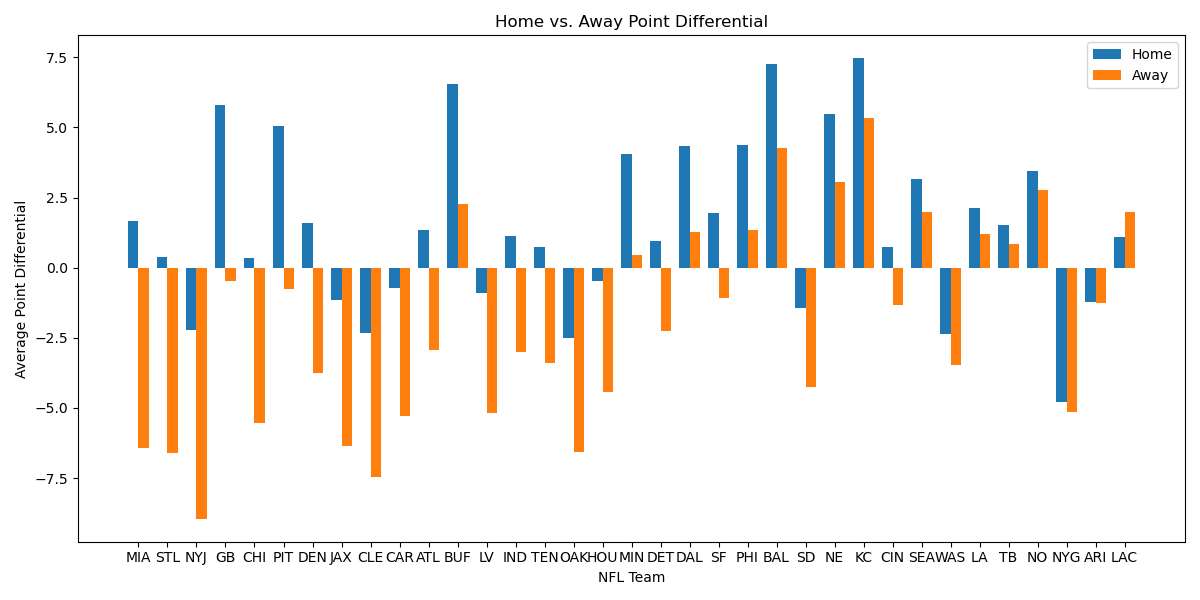 Home vs. Away Point Differential
Home
Away
7.5
5.0
2.5
0.0
−2.5
−5.0
−7.5
Average Point Differential
MIA STL NYJ GB CHI PIT DEN JAX CLE CAR ATL BUF LV IND TEN OAK HOU MIN DET DAL SF PHI BAL SD NE KC CIN SEA WAS LA TB NO NYG ARI LAC
NFL Team